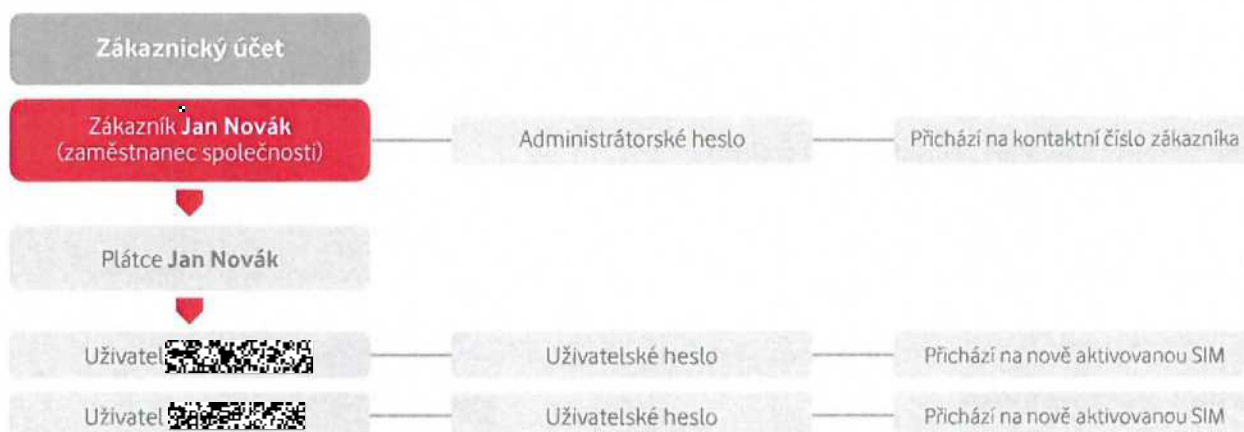 Zákaznický účet
Zákazník Jan Novák
(zaměstnanec společnosti)
Administrátorské heslo
Přichází na kontaktní číslo zákazníka
Plátce Jan Novák
Uživatel
Uživatelské heslo
Přichází na nově aktivovanou SIM
Uživatel
Uživatelské heslo
Přichází na nově aktivovanou SIM